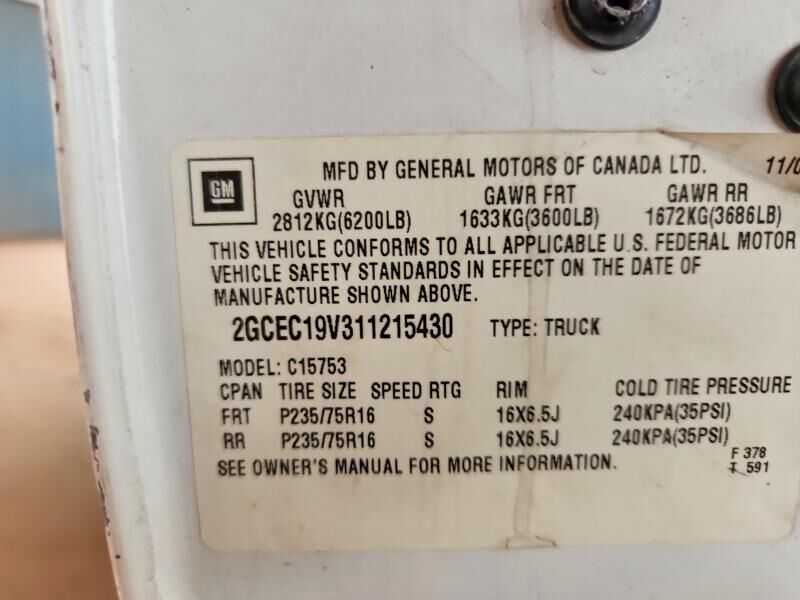 GM
MFD BY GENERAL MOTORS OF CANADA LTD. 11/0
GVWR GAWR FRT GAWR RR
2812KG(6200LB) 1633KG(3600LB) 1672KG(3686LB)
THIS VEHICLE CONFORMS TO ALL APPLICABLE U.S. FEDERAL MOTOR
VEHICLE SAFETY STANDARDS IN EFFECT ON THE DATE OF
MANUFACTURE SHOWN ABOVE.
2GCEC19V311215430 TYPE: TRUCK
MODEL: C15753
CPAN TIRE SIZE SPEED RTG RIM COLD TIRE PRESSURE
FRT P235/75R16 S 16X6.5J 240KPA(35PSI)
RR P235/75R16 S 16X6.5J 240KPA(35PSI)
SEE OWNER'S MANUAL FOR MORE INFORMATION.
F 378
T 591